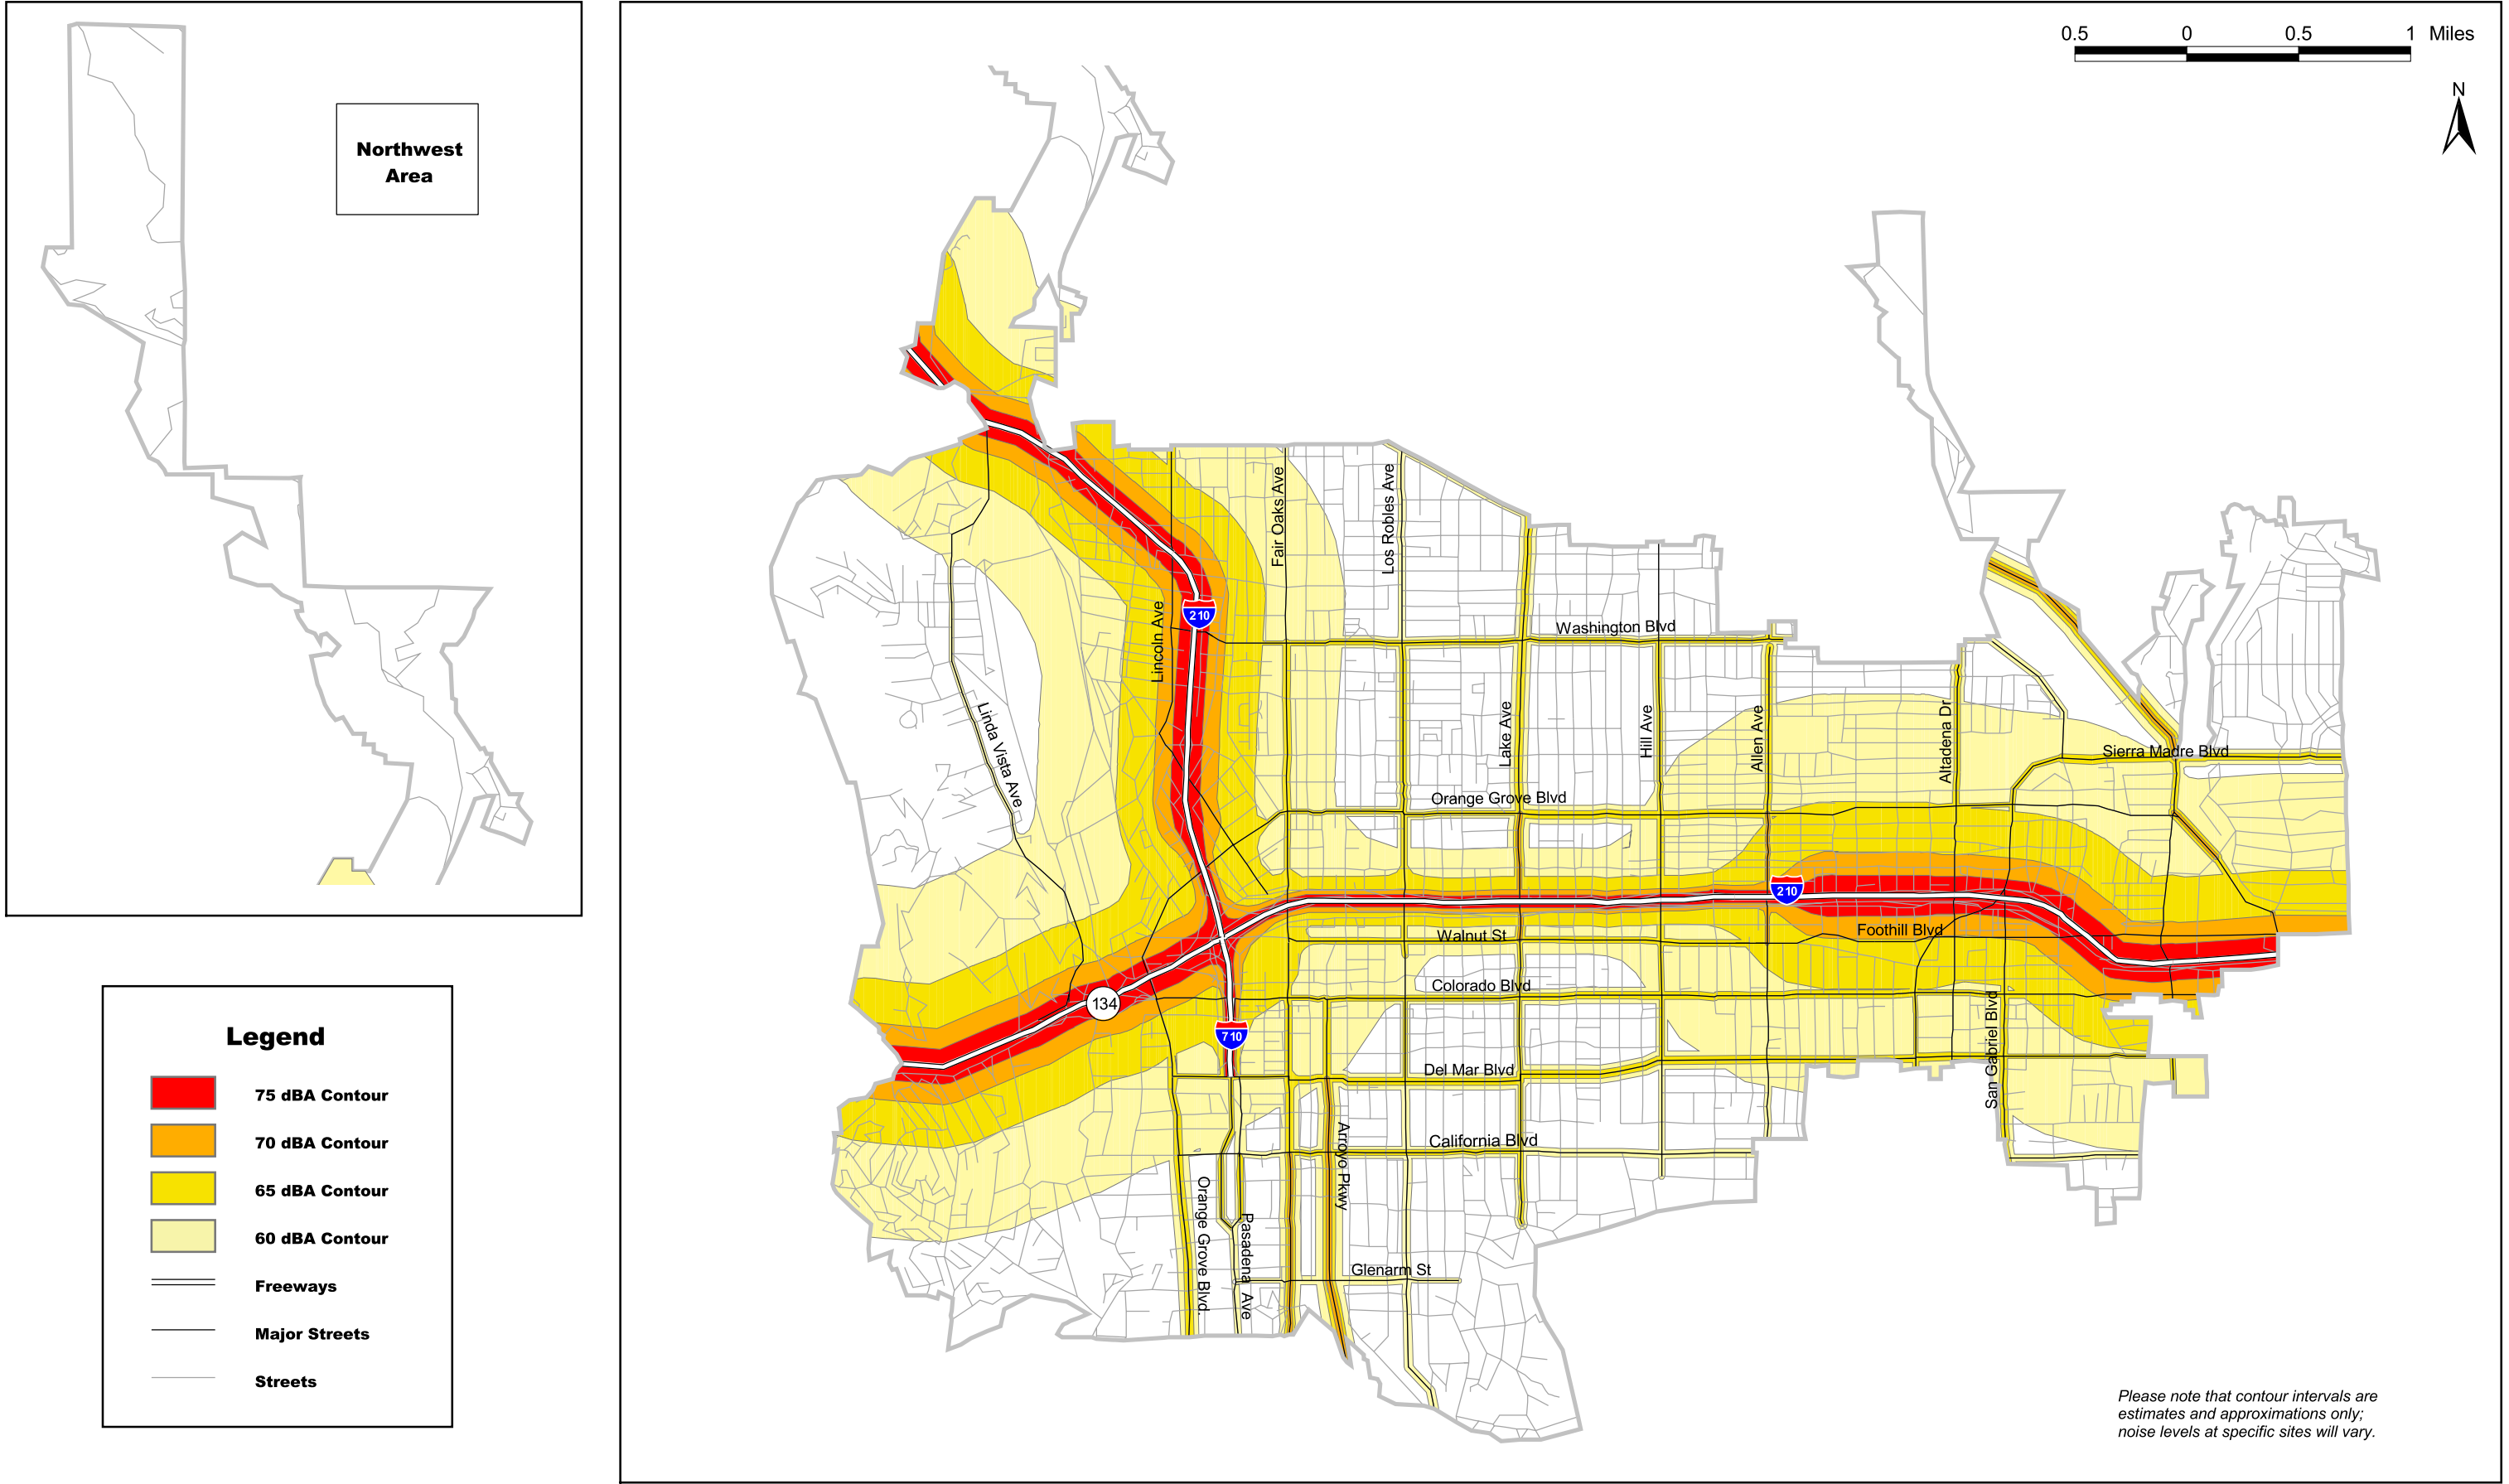 Northwest
Area
0.5 0 0.5 1 Miles
N
Fair Oaks Ave
Los Robles Ave
Lincoln Ave
210
Washington Blvd
Linda Vista Ave
Lake Ave
Hill Ave
Allen Ave
Altadena Dr
Sierra Madre Blvd
Orange Grove Blvd
210
Walnut St
Foothill Blvd
Colorado Blvd
134
710
San Gabriel Blvd
Del Mar Blvd
Arroyo Pkwy
California Blvd
Orange Grove Blvd.
Pasadena Ave
Glenarm St
Legend
75 dBA Contour
70 dBA Contour
65 dBA Contour
60 dBA Contour
Freeways
Major Streets
Streets
Please note that contour intervals are
estimates and approximations only;
noise levels at specific sites will vary.